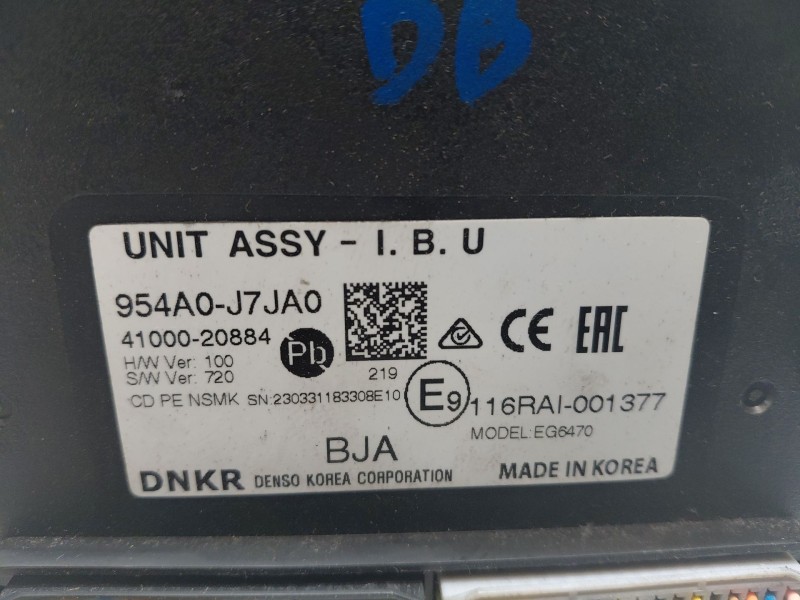 DB
UNIT ASSY - I. B. U
954A0-J7JA0
41000-20884
Pb
CE
EAC
H/W Ver: 100
S/W Ver: 720
219
CD PE NSMK SN:230331183308E10
E9
116RAI-001377
MODEL:EG6470
BJA
DNKR DENSO KOREA CORPORATION
MADE IN KOREA